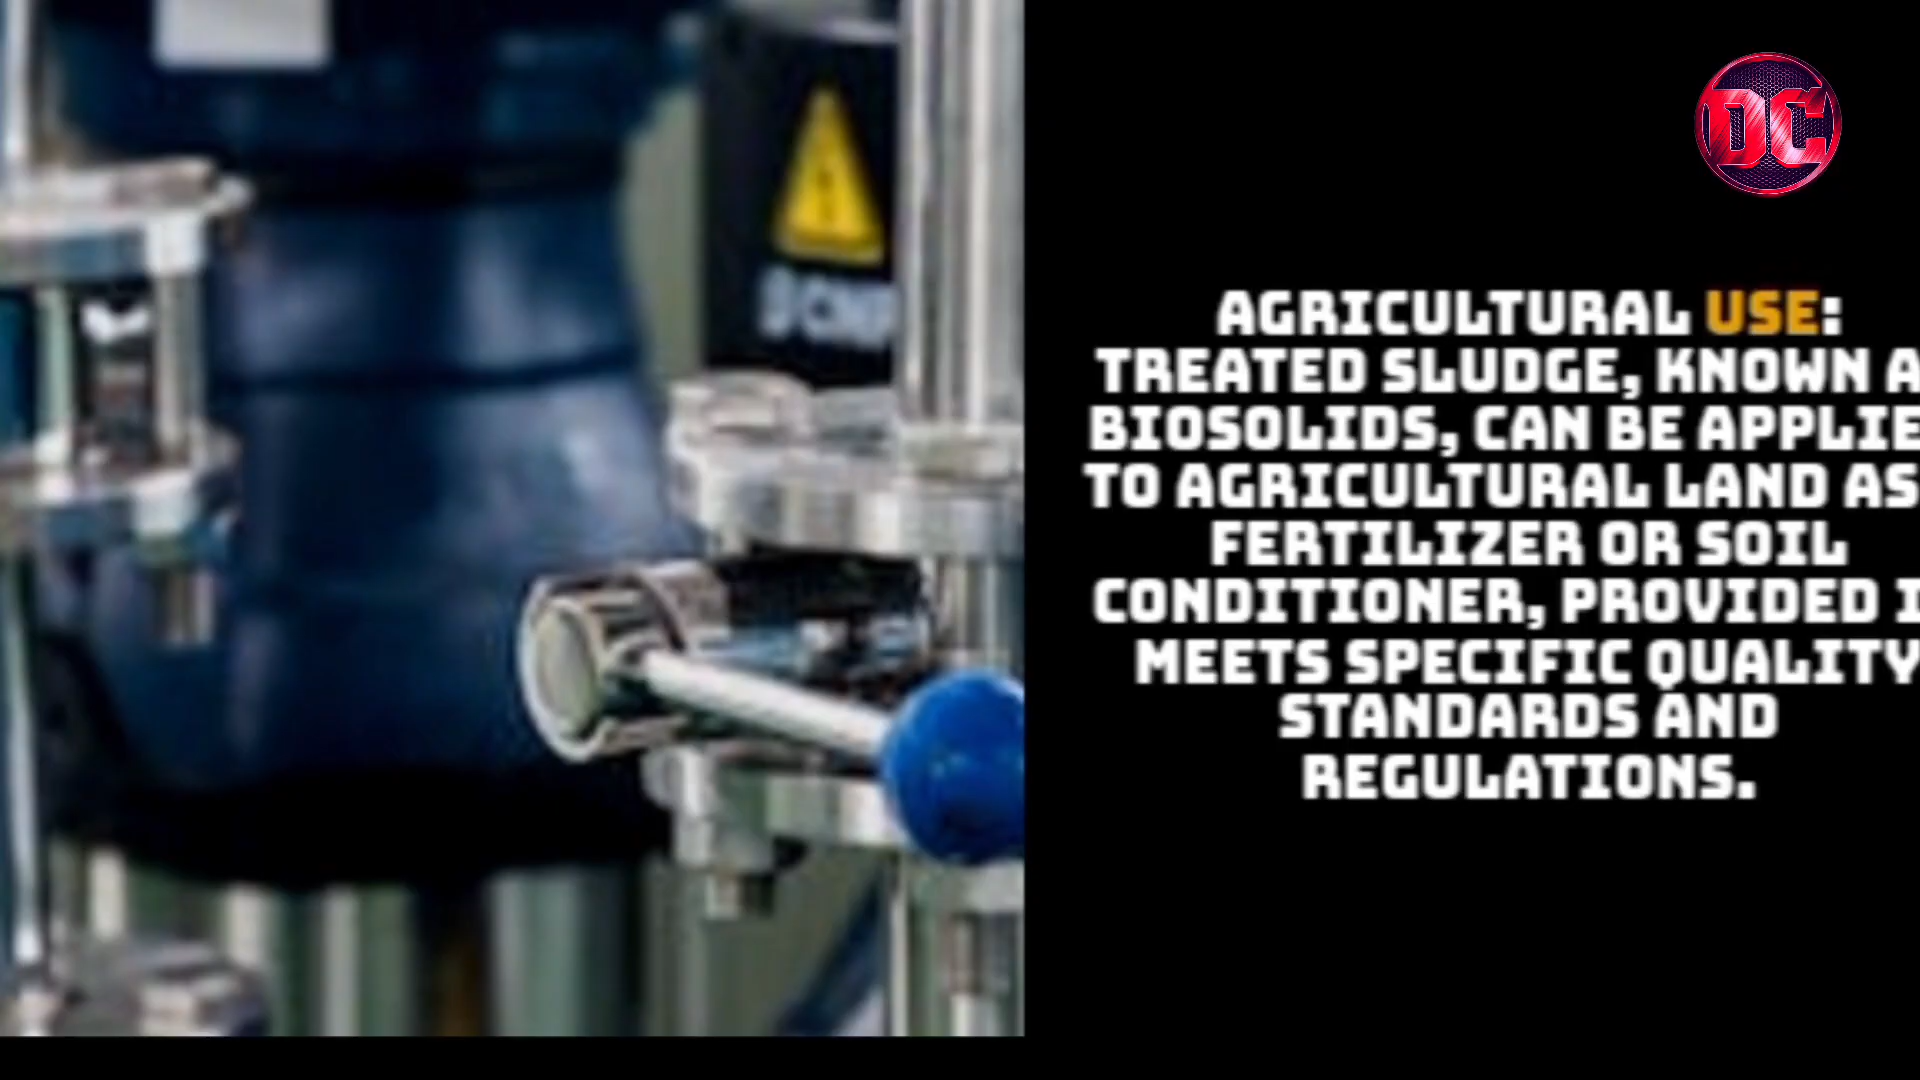 DC
AGRICULTURAL USE:
TREATED SLUDGE, KNOWN A
BIOSOLIDS, CAN BE APPLIE
TO AGRICULTURAL LAND AS
FERTILIZER OR SOIL
CONDITIONER, PROVIDED I
MEETS SPECIFIC QUALITY
STANDARDS AND
REGULATIONS.